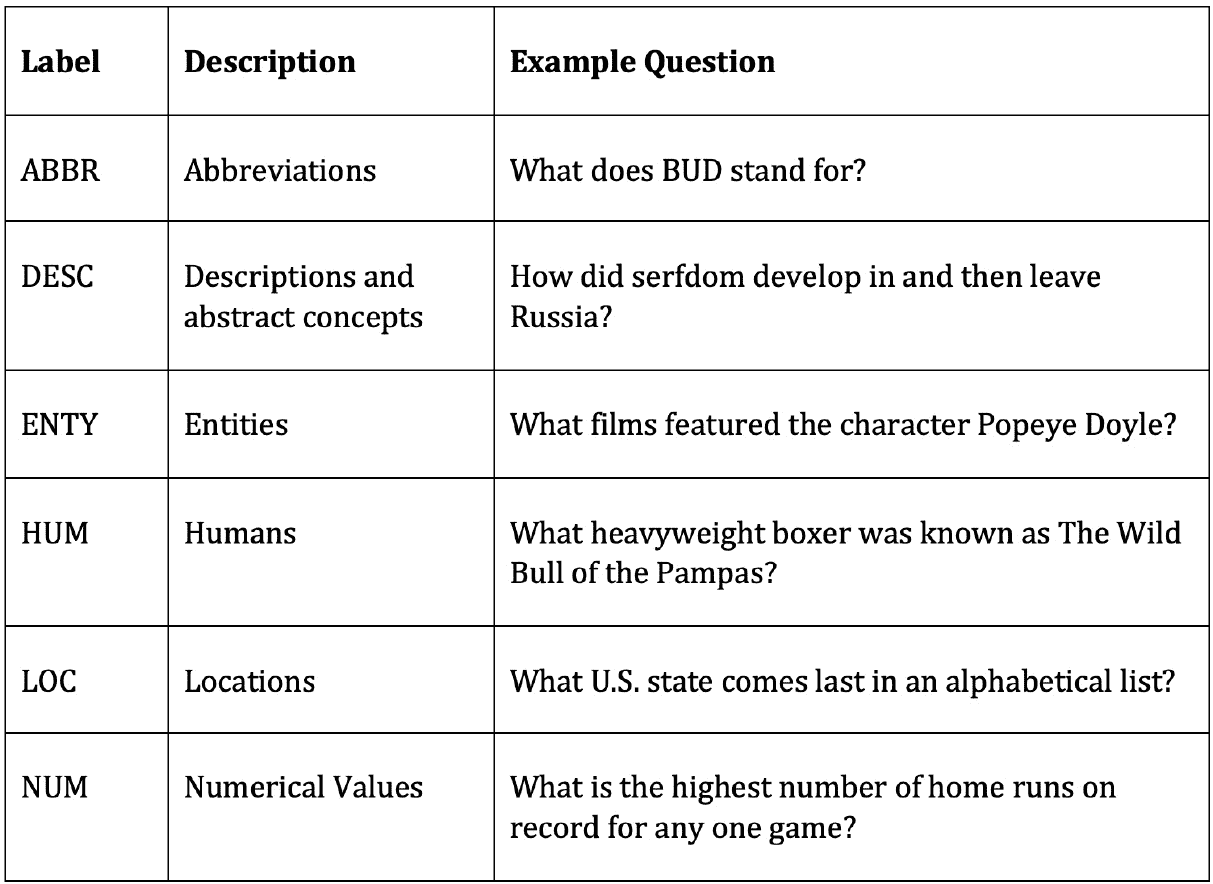 Label Description Example Question
ABBR Abbreviations What does BUD stand for?
DESC Descriptions and abstract concepts How did serfdom develop in and then leave Russia?
ENTY Entities What films featured the character Popeye Doyle?
HUM Humans What heavyweight boxer was known as The Wild Bull of the Pampas?
LOC Locations What U.S. state comes last in an alphabetical list?
NUM Numerical Values What is the highest number of home runs on record for any one game?